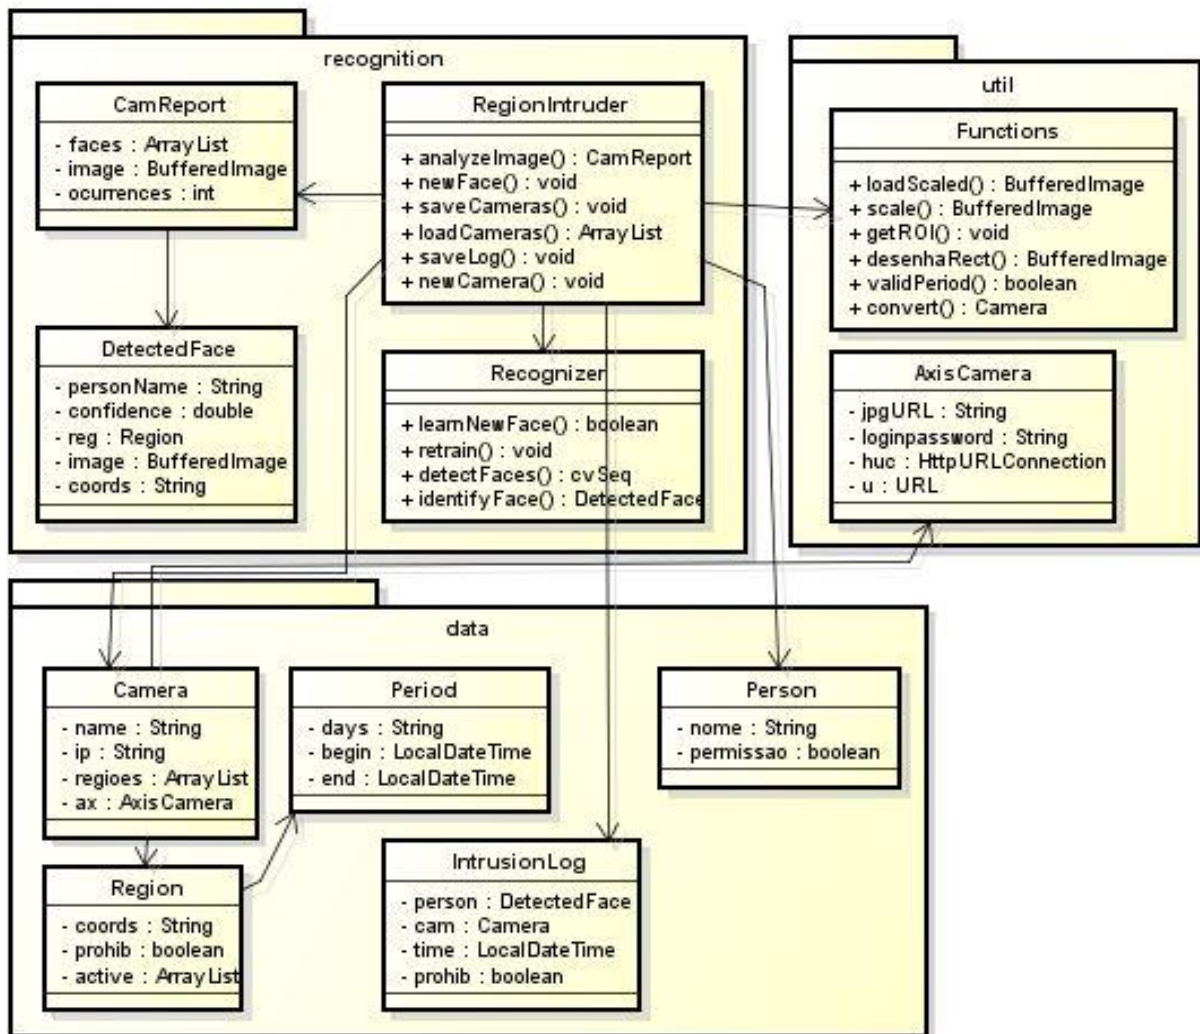 recognition
CamReport
- faces : ArrayList
- image : BufferedImage
- ocurrences : int
RegionIntruder
+ analyzeImage() : CamReport
+ newFace() : void
+ saveCameras() : void
+ loadCameras() : ArrayList
+ saveLog() : void
+ newCamera() : void
DetectedFace
- personName : String
- confidence : double
- reg : Region
- image : BufferedImage
- coords : String
Recognizer
+ learnNewFace() : boolean
+ retrain() : void
+ detectFaces() : cvSeq
+ identifyFace() : DetectedFace
util
Functions
+ loadScaled() : BufferedImage
+ scale() : BufferedImage
+ getROI() : void
+ desenhaRect() : BufferedImage
+ validPeriod() : boolean
+ convert() : Camera
AxisCamera
- jpgURL : String
- loginpassword : String
- huc : HttpURLConnection
- u : URL
data
Camera
- name : String
- ip : String
- regioes : ArrayList
- ax : AxisCamera
Period
- days : String
- begin : LocalDateTime
- end : LocalDateTime
Person
- nome : String
- permissao : boolean
Region
- coords : String
- prohib : boolean
- active : ArrayList
IntrusionLog
- person : DetectedFace
- cam : Camera
- time : LocalDateTime
- prohib : boolean